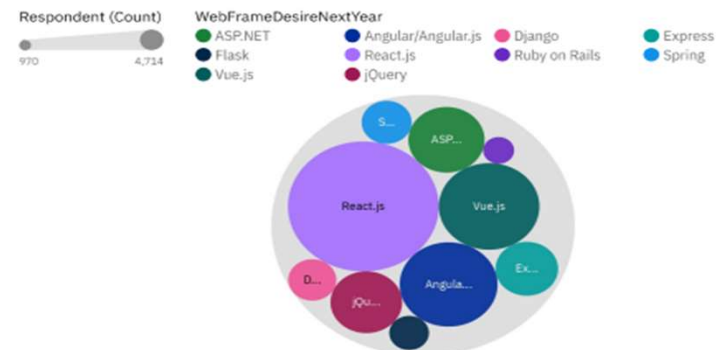 Respondent (Count)
970 4,714
WebFrameDesireNextYear
ASP.NET Angular/Angular.js Django Express
Flask React.js Ruby on Rails Spring
Vue.js jQuery
S...
ASP...
React.js
Vue.js
D...
jQu...
Angula...
Ex...